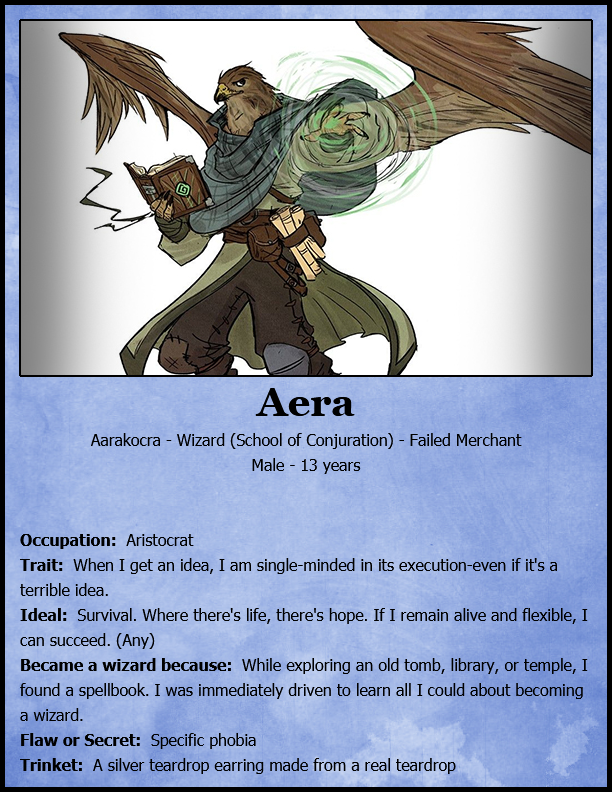 Aera
Aarakocra - Wizard (School of Conjuration) - Failed Merchant
Male - 13 years
Occupation: Aristocrat
Trait: When I get an idea, I am single-minded in its execution-even if it's a
terrible idea.
Ideal: Survival. Where there's life, there's hope. If I remain alive and flexible, I
can succeed. (Any)
Became a wizard because: While exploring an old tomb, library, or temple, I
found a spellbook. I was immediately driven to learn all I could about becoming
a wizard.
Flaw or Secret: Specific phobia
Trinket: A silver teardrop earring made from a real teardrop